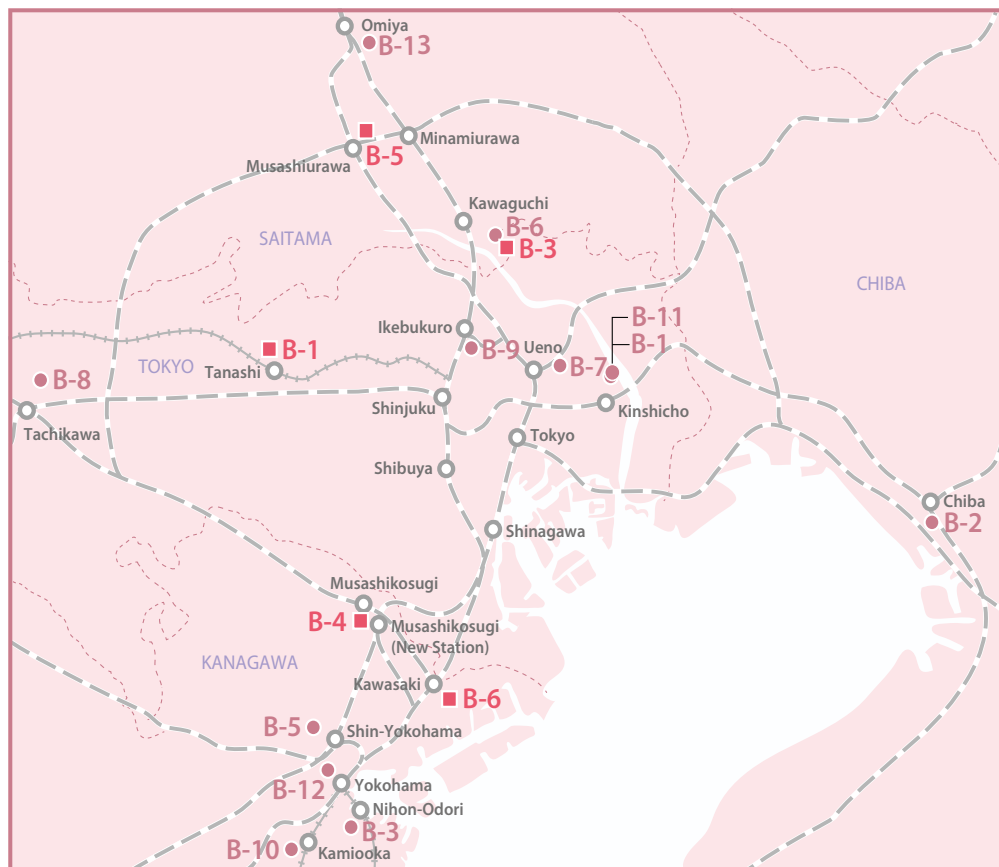 Omiya
B-13
Minamiurawa
Musashiurawa
B-5
Kawaguchi
B-6
B-3
SAITAMA
CHIBA
Ikebukuro
B-9
Ueno
B-7
B-11
B-1
B-1
TOKYO
Tanashi
B-8
Tachikawa
Shinjuku
Kinshicho
Tokyo
Shibuya
Chiba
B-2
Shinagawa
Musashikosugi
B-4
Musashikosugi
(New Station)
KANAGAWA
Kawasaki
B-6
B-5
Shin-Yokohama
B-12
Yokohama
Nihon-Odori
B-3
B-10
Kamiooka